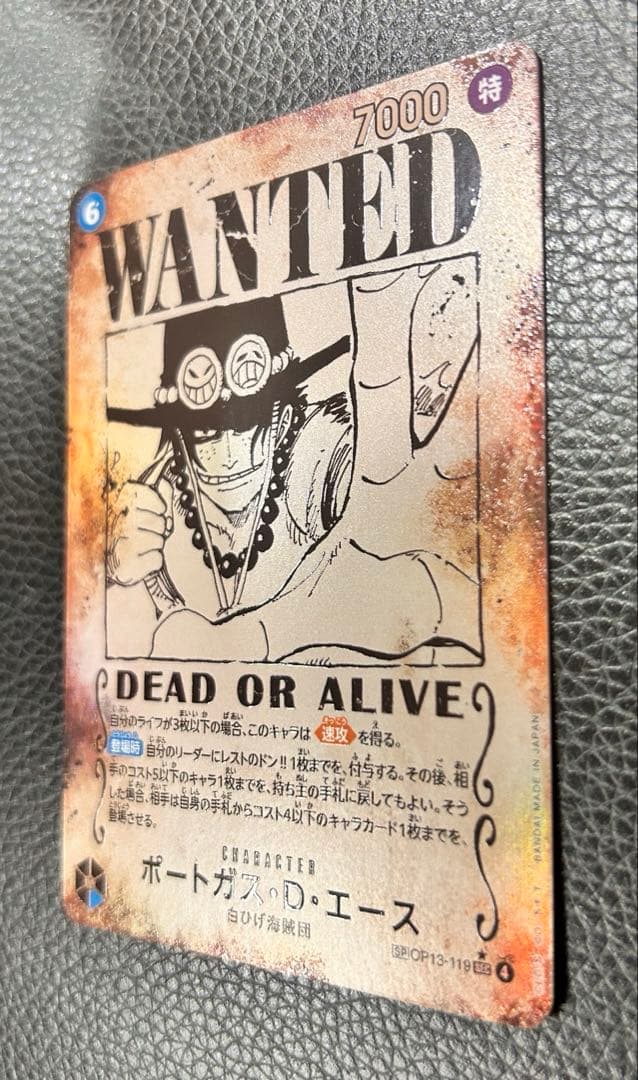 7000
特
6
WANTED
DEAD OR ALIVE
自分のライフが3枚以下の場合、このキャラは 速攻 を得る。
登場時 自分のリーダーにレストのドン!!1枚までを、付与する。その後、相
手のコスト5以下のキャラ1枚までを、持ち主の手札に戻してもよい。そう
した場合、相手は自身の手札からコスト4以下のキャラカード1枚までを、
登場させる。
CHARACTER
ポートガス・D・エース
白ひげ海賊団
SP OP13-119 SEC 4
BANDAI MADE IN JAPAN